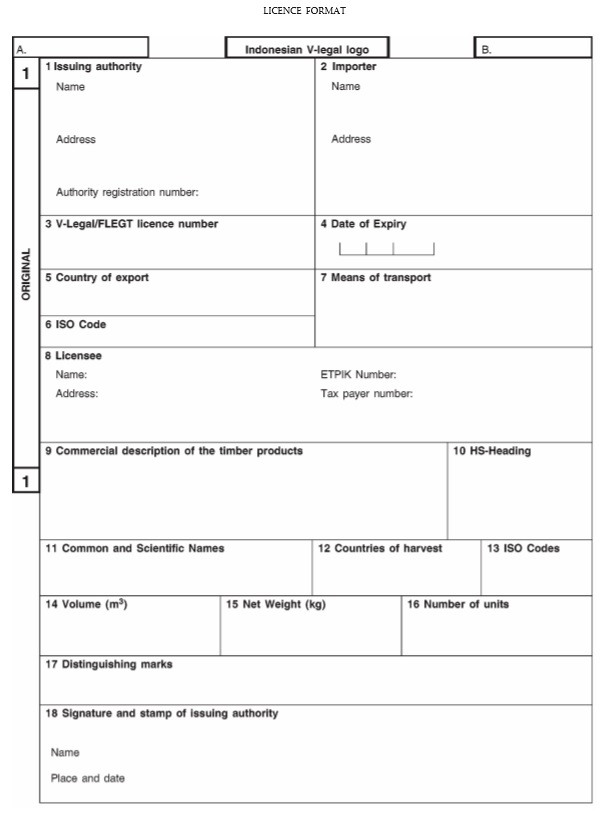 LICENCE FORMAT
A.
Indonesian V-legal logo
B.
1
1 Issuing authority
2 Importer
Name
Name
Address
Address
Authority registration number:
3 V-Legal/FLEGT licence number
4 Date of Expiry
ORIGINAL
5 Country of export
7 Means of transport
6 ISO Code
8 Licensee
Name:
ETPIK Number:
Address:
Tax payer number:
9 Commercial description of the timber products
10 HS-Heading
1
11 Common and Scientific Names
12 Countries of harvest
13 ISO Codes
14 Volume (m³)
15 Net Weight (kg)
16 Number of units
17 Distinguishing marks
18 Signature and stamp of issuing authority
Name
Place and date